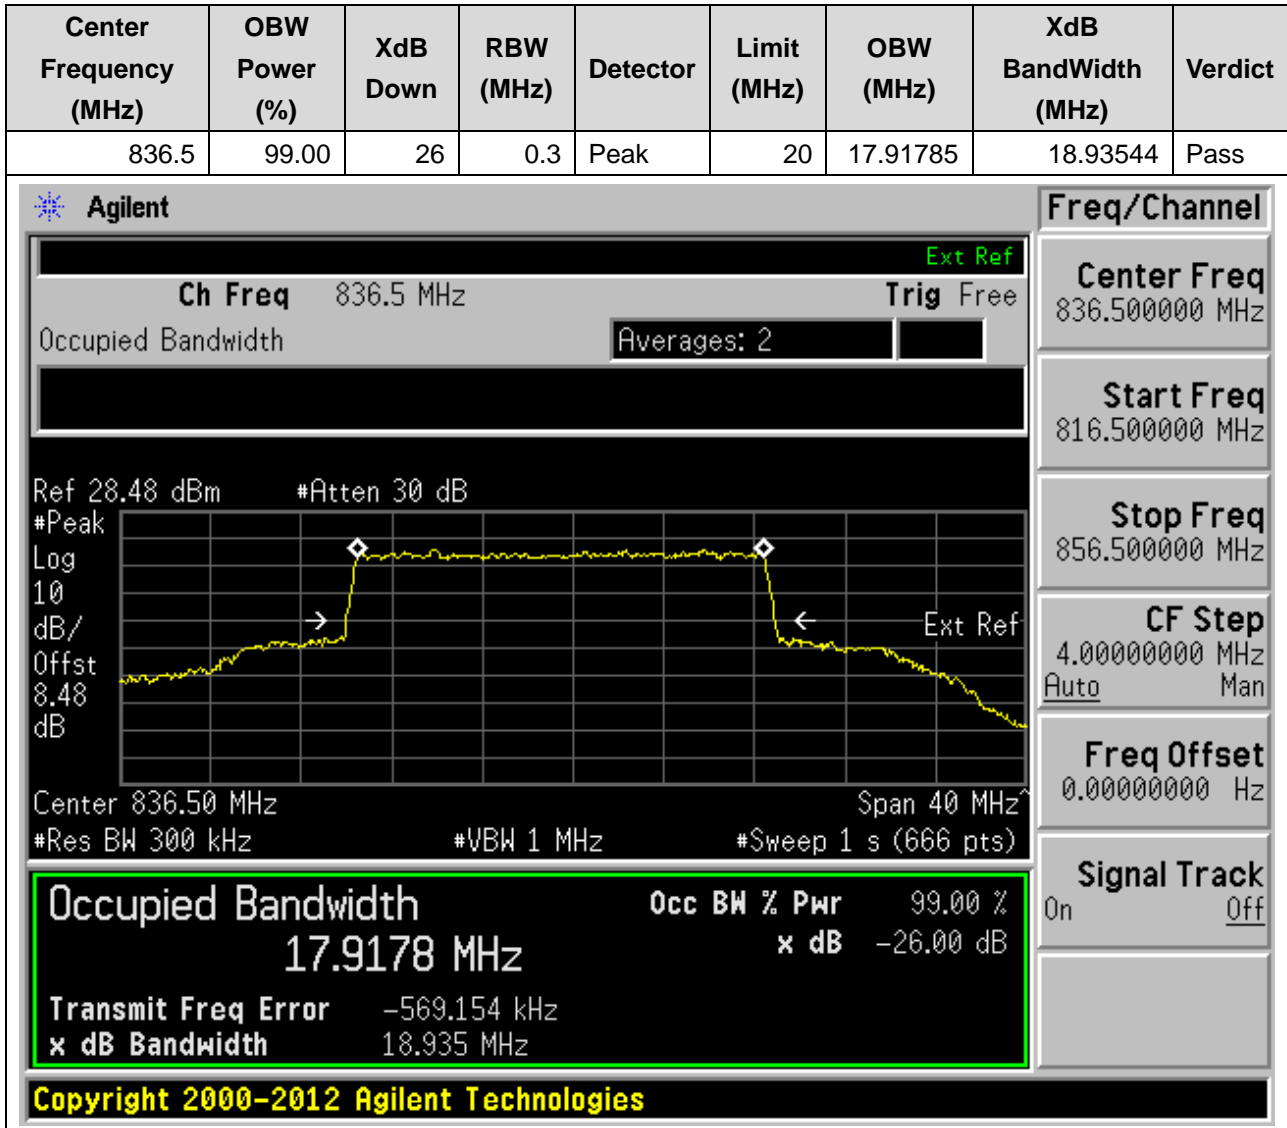 Center Frequency (MHz) OBW Power (%) XdB Down RBW (MHz) Detector Limit (MHz) OBW (MHz) XdB BandWidth (MHz) Verdict
836.5 99.00 26 0.3 Peak 20 17.91785 18.93544 Pass
Agilent
Freq/Channel
Ext Ref
Ch Freq 836.5 MHz Trig Free
Occupied Bandwidth Averages: 2
Center Freq
836.500000 MHz
Start Freq
816.500000 MHz
Stop Freq
856.500000 MHz
CF Step
4.00000000 MHz
Auto Man
Freq Offset
0.00000000 Hz
Signal Track
On Off
Ref 28.48 dBm #Atten 30 dB
#Peak
Log
10
dB/
Offst
8.48
dB
Ext Ref
Center 836.50 MHz Span 40 MHz^
#Res BW 300 kHz #VBW 1 MHz #Sweep 1 s (666 pts)
Occupied Bandwidth Occ BW % Pwr 99.00 %
17.9178 MHz x dB -26.00 dB
Transmit Freq Error -569.154 kHz
x dB Bandwidth 18.935 MHz
Copyright 2000-2012 Agilent Technologies